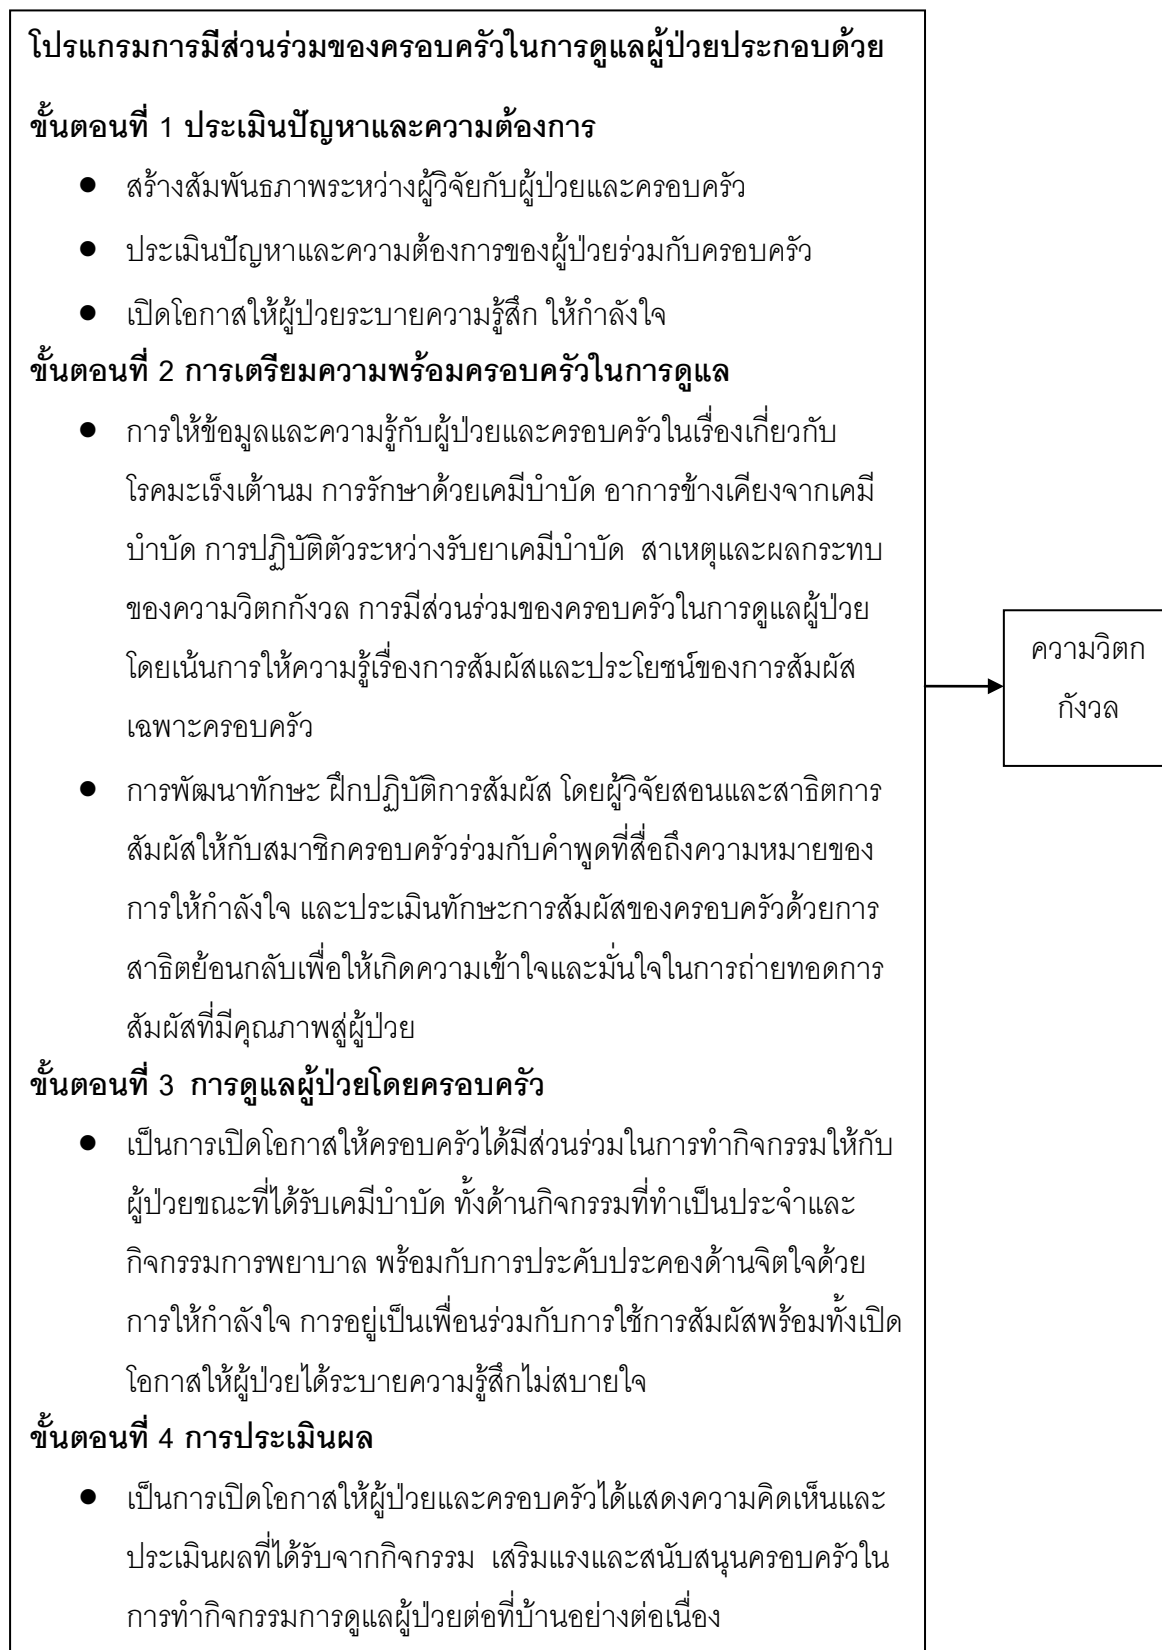 โปรแกรมการมีส่วนร่วมของครอบครัวในการดูแลผู้ป่วยประกอบด้วย
ขั้นตอนที่ 1 ประเมินปัญหาและความต้องการ
● สร้างสัมพันธภาพระหว่างผู้วิจัยกับผู้ป่วยและครอบครัว
● ประเมินปัญหาและความต้องการของผู้ป่วยร่วมกับครอบครัว
● เปิดโอกาสให้ผู้ป่วยระบายความรู้สึก ให้กำลังใจ
ขั้นตอนที่ 2 การเตรียมความพร้อมครอบครัวในการดูแล
● การให้ข้อมูลและความรู้กับผู้ป่วยและครอบครัวในเรื่องเกี่ยวกับ
โรคมะเร็งเต้านม การรักษาด้วยเคมีบำบัด อาการข้างเคียงจากเคมี
บำบัด การปฏิบัติตัวระหว่างรับยาเคมีบำบัด สาเหตุและผลกระทบ
ของความวิตกกังวล การมีส่วนร่วมของครอบครัวในการดูแลผู้ป่วย
โดยเน้นการให้ความรู้เรื่องการสัมผัสและประโยชน์ของการสัมผัส
เฉพาะครอบครัว
● การพัฒนาทักษะ ฝึกปฏิบัติการสัมผัส โดยผู้วิจัยสอนและสาธิตการ
สัมผัสให้กับสมาชิกครอบครัวร่วมกับคำพูดที่สื่อถึงความหมายของ
การให้กำลังใจ และประเมินทักษะการสัมผัสของครอบครัวด้วยการ
สาธิตย้อนกลับเพื่อให้เกิดความเข้าใจและมั่นใจในการถ่ายทอดการ
สัมผัสที่มีคุณภาพสู่ผู้ป่วย
ขั้นตอนที่ 3 การดูแลผู้ป่วยโดยครอบครัว
● เป็นการเปิดโอกาสให้ครอบครัวได้มีส่วนร่วมในการทำกิจกรรมให้กับ
ผู้ป่วยขณะที่ได้รับเคมีบำบัด ทั้งด้านกิจกรรมที่ทำเป็นประจำและ
กิจกรรมการพยาบาล พร้อมกับการประคับประคองด้านจิตใจด้วย
การให้กำลังใจ การอยู่เป็นเพื่อนร่วมกับการใช้การสัมผัสพร้อมทั้งเปิด
โอกาสให้ผู้ป่วยได้ระบายความรู้สึกไม่สบายใจ
ขั้นตอนที่ 4 การประเมินผล
● เป็นการเปิดโอกาสให้ผู้ป่วยและครอบครัวได้แสดงความคิดเห็นและ
ประเมินผลที่ได้รับจากกิจกรรม เสริมแรงและสนับสนุนครอบครัวใน
การทำกิจกรรมการดูแลผู้ป่วยต่อที่บ้านอย่างต่อเนื่อง
ความวิตก
กังวล